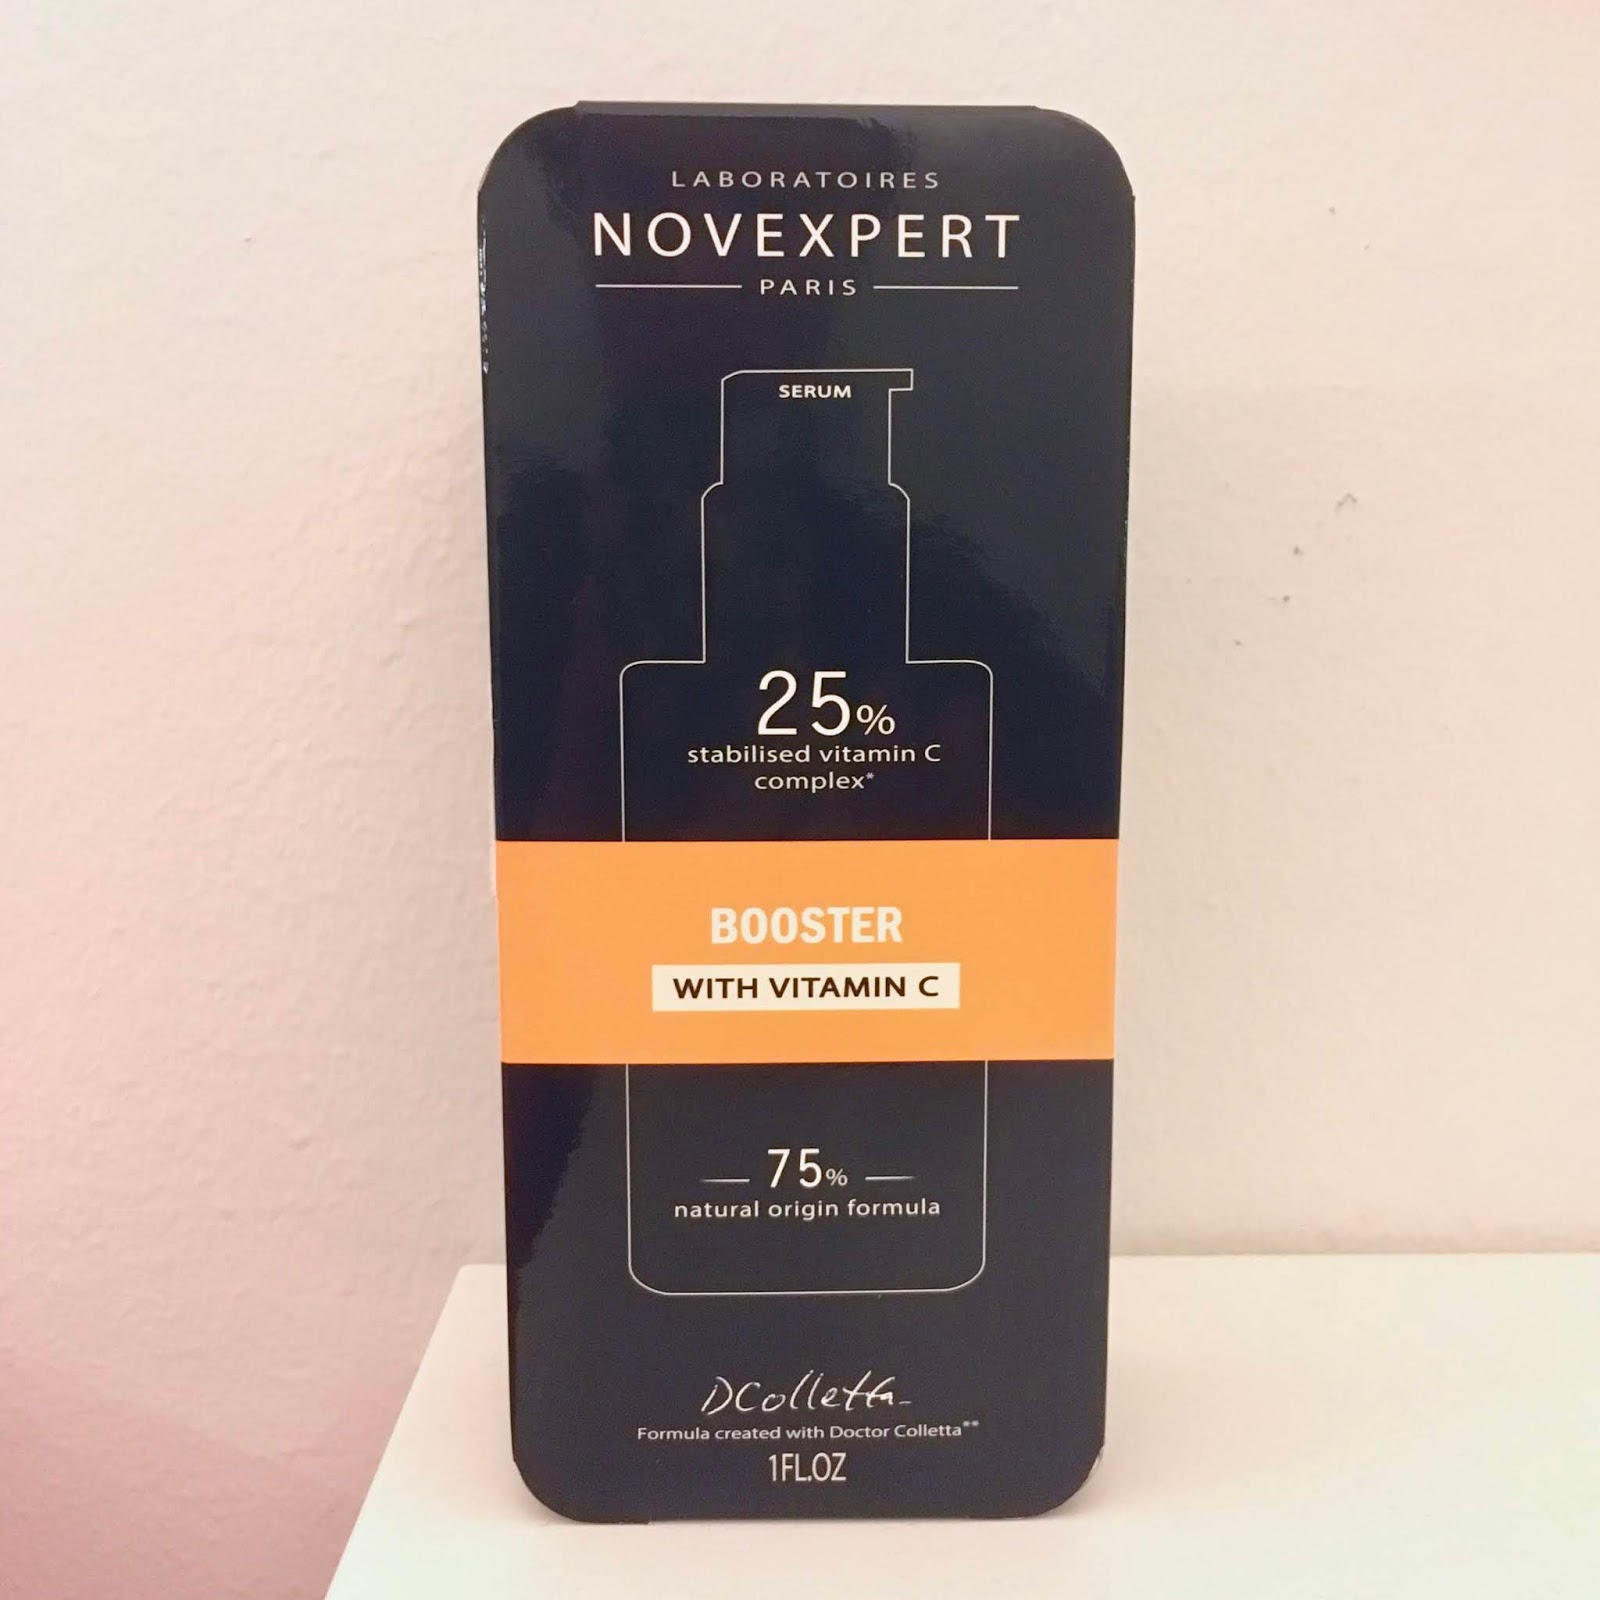 LABORATOIRES
NOVEXPERT
PARIS
SERUM
25%
stabilised vitamin C
complex*
BOOSTER
WITH VITAMIN C
75%
natural origin formula
DColletta
Formula created with Doctor Colletta**
1FL.OZ